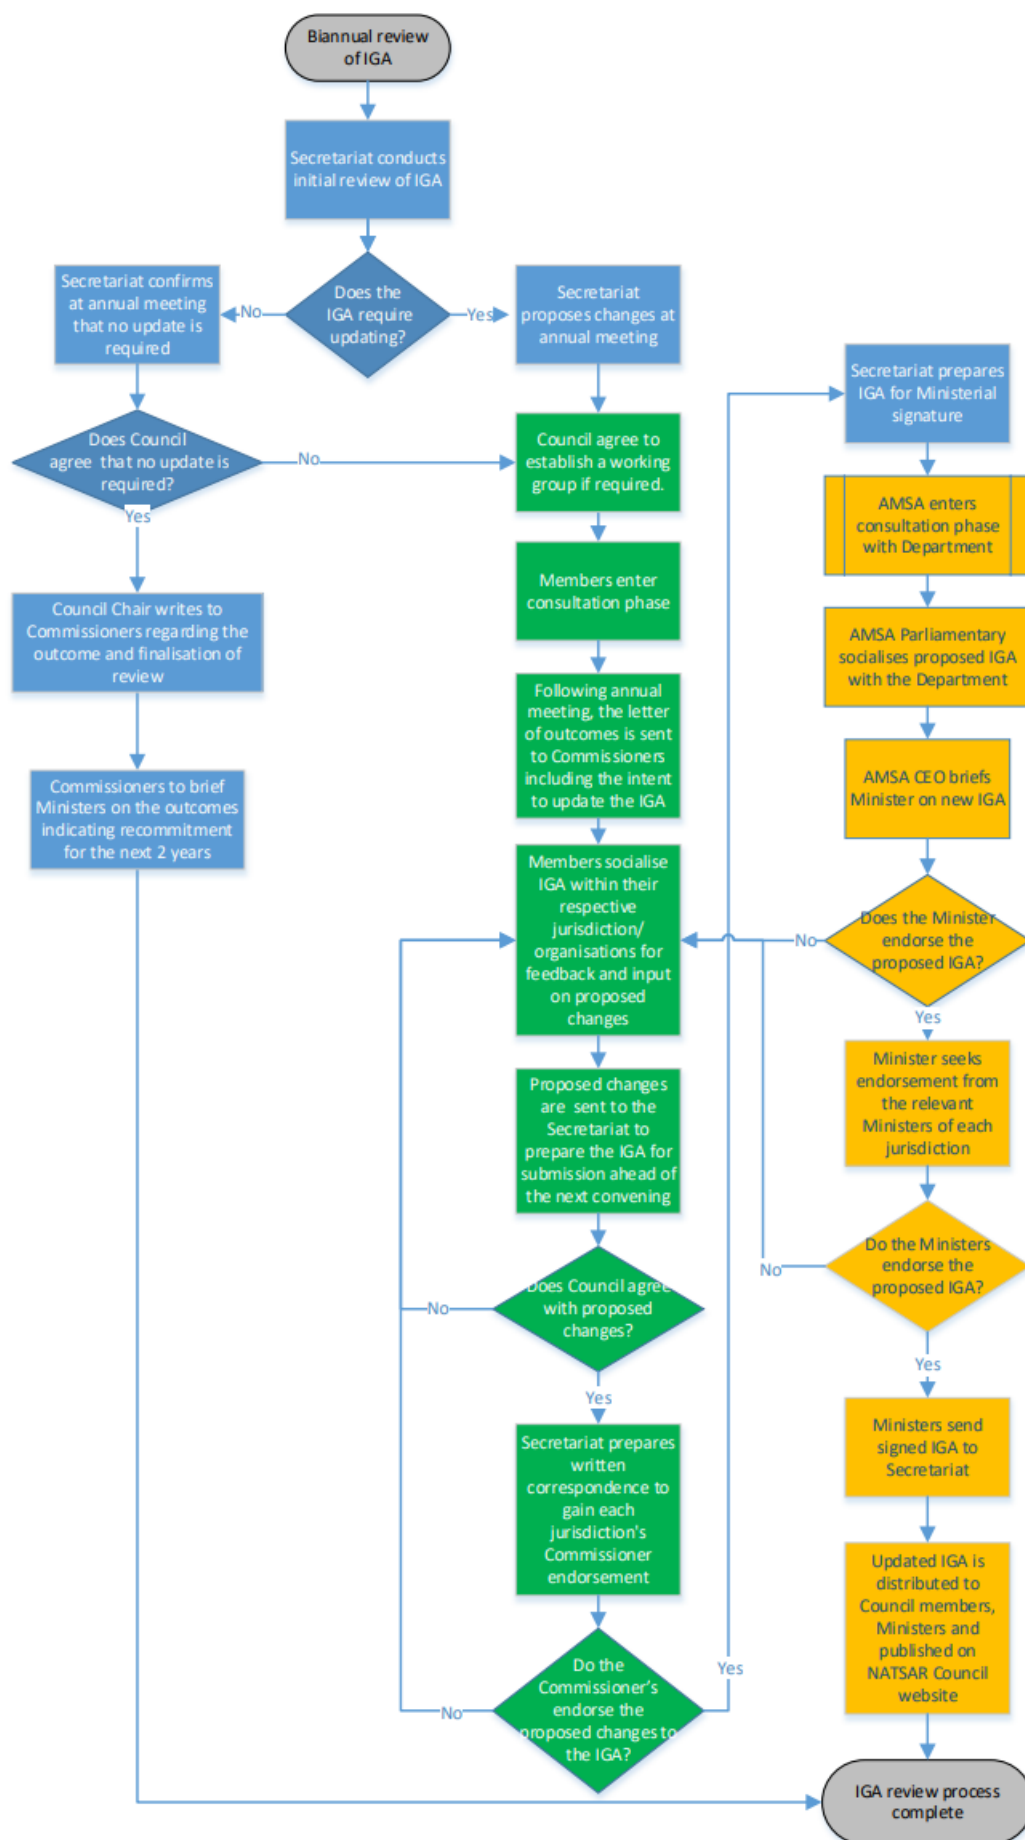 Biannual review
of IGA
Secretariat conducts
initial review of IGA
Does the
IGA require
updating?
No
Yes
Secretariat confirms
at annual meeting
that no update is
required
Secretariat
proposes changes at
annual meeting
Does Council
agree that no update is
required?
No
Yes
Council agree to
establish a working
group if required.
Council Chair writes to
Commissioners regarding the
outcome and finalisation of
review
Commissioners to brief
Ministers on the outcomes
indicating recommitment
for the next 2 years
Members enter
consultation phase
Following annual
meeting, the letter
of outcomes is sent
to Commissioners
including the intent
to update the IGA
Members socialise
IGA within their
respective
jurisdiction/
organisations for
feedback and input
on proposed
changes
Proposed changes
are sent to the
Secretariat to
prepare the IGA for
submission ahead of
the next convening
Does Council agree
with proposed
changes?
No
Yes
Secretariat prepares
written
correspondence to
gain each
jurisdiction's
Commissioner
endorsement
Do the
Commissioner's
endorse the
proposed changes to
the IGA?
No
Yes
Secretariat prepares
IGA for Ministerial
signature
AMSA enters
consultation phase
with Department
AMSA Parliamentary
socialises proposed IGA
with the Department
AMSA CEO briefs
Minister on new IGA
Does the Minister
endorse the
proposed IGA?
No
Yes
Minister seeks
endorsement from
the relevant
Ministers of each
jurisdiction
Do the Ministers
endorse the
proposed IGA?
No
Yes
Ministers send
signed IGA to
Secretariat
Updated IGA is
distributed to
Council members,
Ministers and
published on
NATSAR Council
website
IGA review process
complete